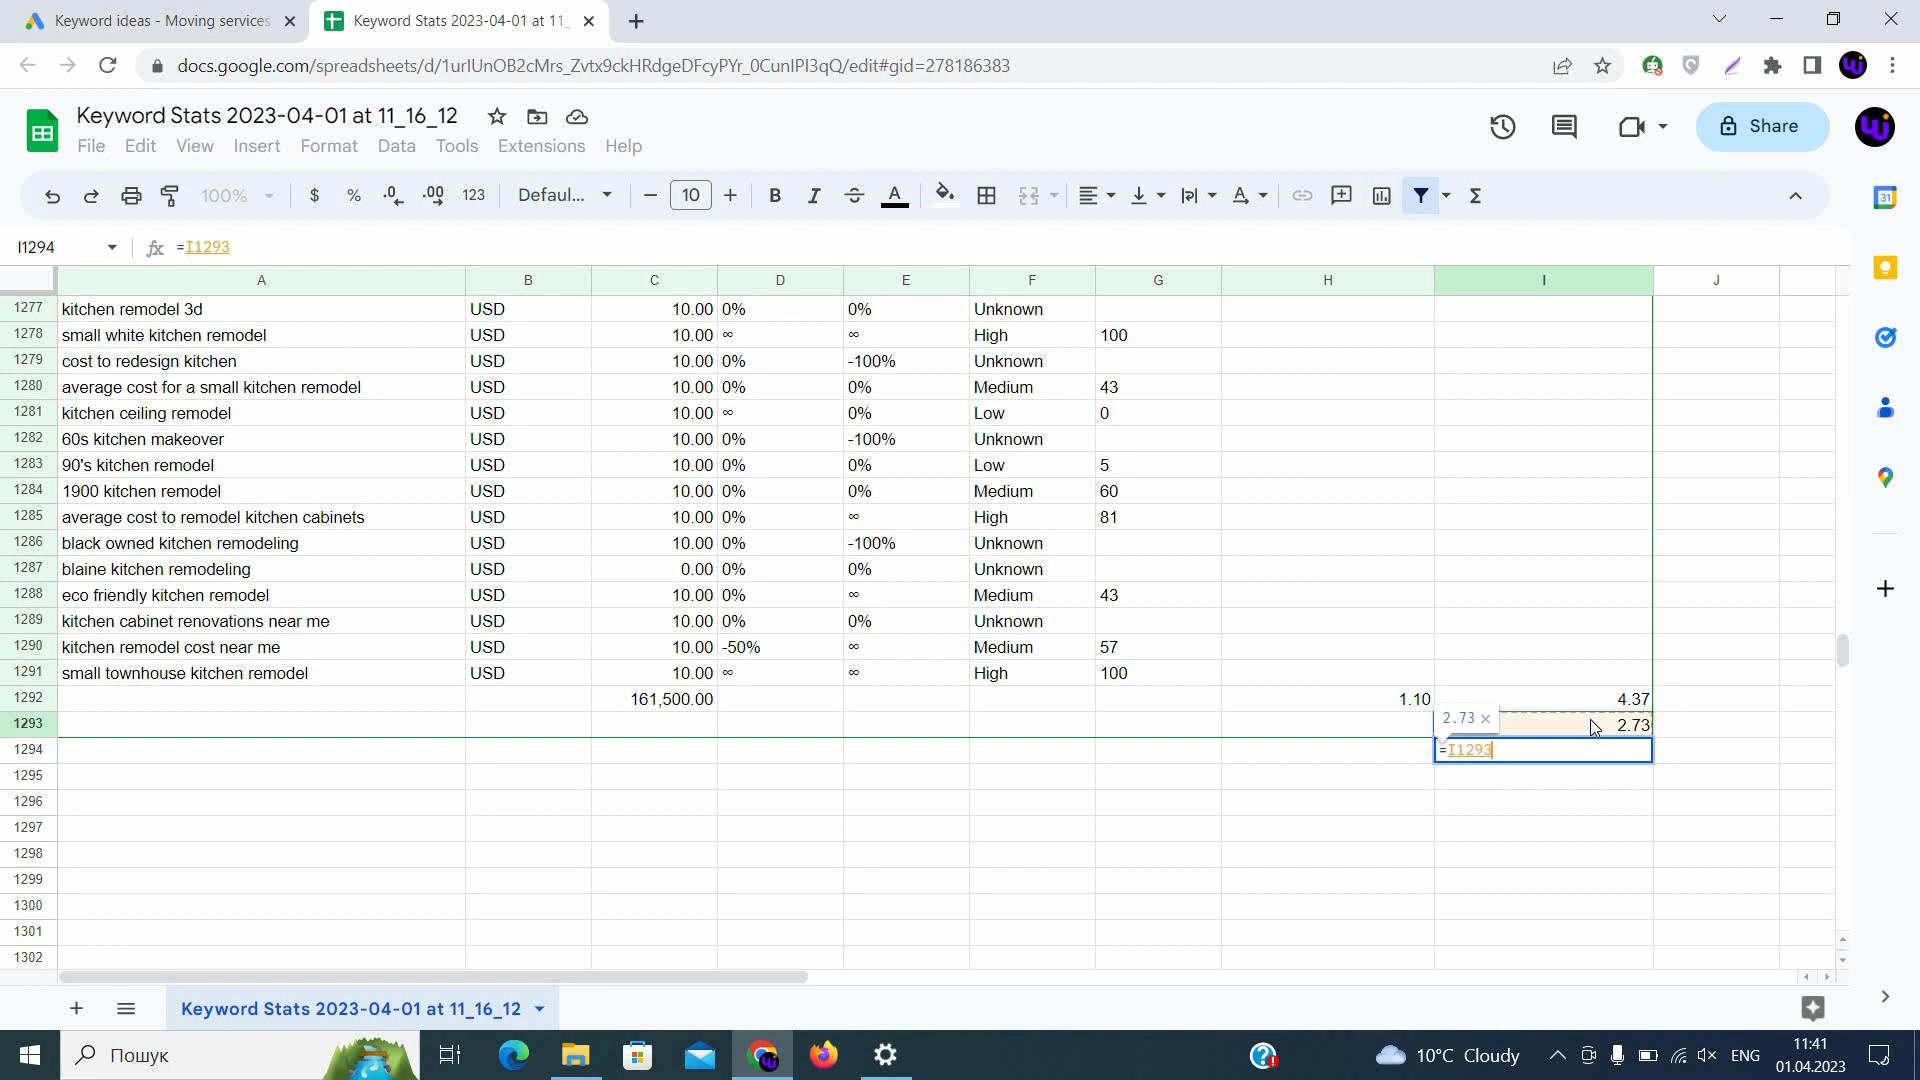 Keyword ideas - Moving services
Keyword Stats 2023-04-01 at 11_
docs.google.com/spreadsheets/d/1urIUnOB2cMrs_Zvtx9ckHRdgeDFcyPYr_0CunIPI3qQ/edit#gid=278186383
Keyword Stats 2023-04-01 at 11_16_12
File Edit View Insert Format Data Tools Extensions Help
Share
100% $ % .0 .00 123 Defaul... 10 B I S A
31
I1294 fx =I1293
A B C D E F G H I J
1277 kitchen remodel 3d USD 10.00 0% 0% Unknown
1278 small white kitchen remodel USD 10.00 ∞ ∞ High 100
1279 cost to redesign kitchen USD 10.00 0% -100% Unknown
1280 average cost for a small kitchen remodel USD 10.00 0% 0% Medium 43
1281 kitchen ceiling remodel USD 10.00 ∞ 0% Low 0
1282 60s kitchen makeover USD 10.00 0% -100% Unknown
1283 90's kitchen remodel USD 10.00 0% 0% Low 5
1284 1900 kitchen remodel USD 10.00 0% 0% Medium 60
1285 average cost to remodel kitchen cabinets USD 10.00 0% ∞ High 81
1286 black owned kitchen remodeling USD 10.00 0% -100% Unknown
1287 blaine kitchen remodeling USD 0.00 0% 0% Unknown
1288 eco friendly kitchen remodel USD 10.00 0% ∞ Medium 43
1289 kitchen cabinet renovations near me USD 10.00 0% 0% Unknown
1290 kitchen remodel cost near me USD 10.00 -50% ∞ Medium 57
1291 small townhouse kitchen remodel USD 10.00 ∞ ∞ High 100
1292 161,500.00 1.10 4.37
1293 2.73 × 2.73
1294 =I1293
1295
1296
1297
1298
1299
1300
1301
1302
Keyword Stats 2023-04-01 at 11_16_12
Пошук
10°C Cloudy
ENG
11:41
01.04.2023